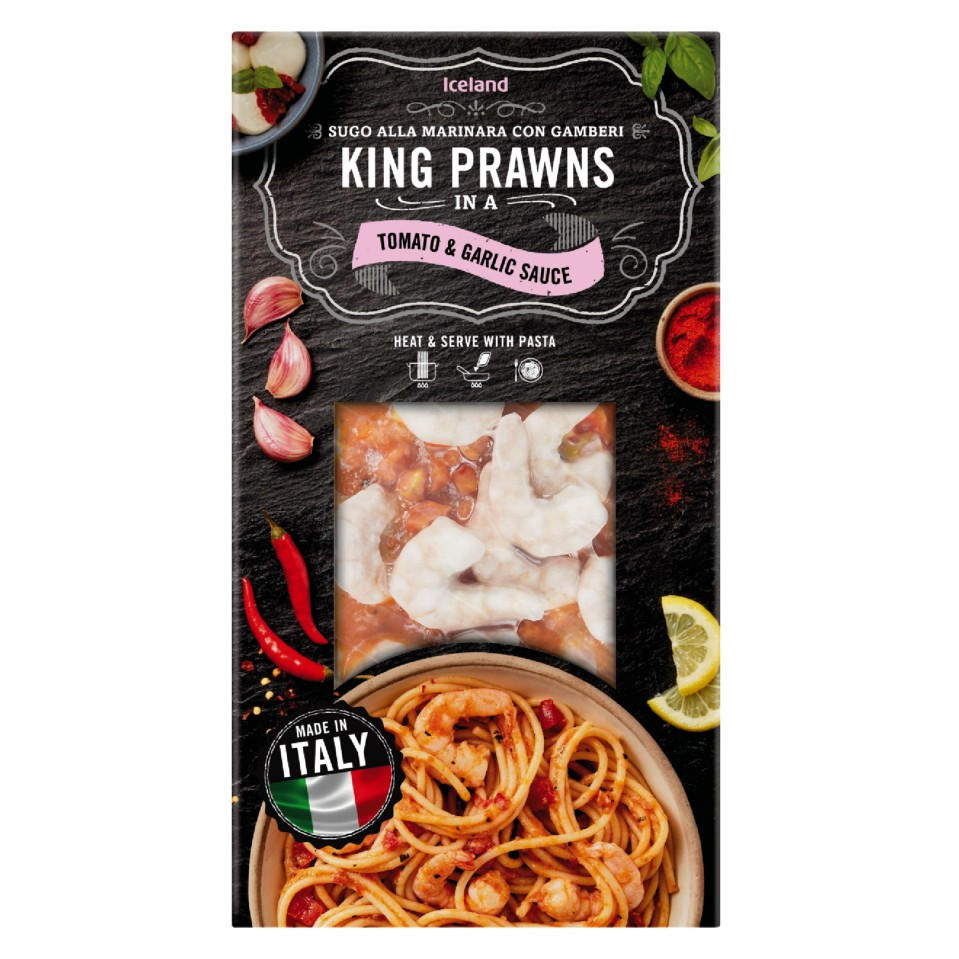 Iceland
SUGO ALLA MARINARA CON GAMBERI
KING PRAWNS
IN A
TOMATO & GARLIC SAUCE
HEAT & SERVE WITH PASTA
MADE IN
ITALY